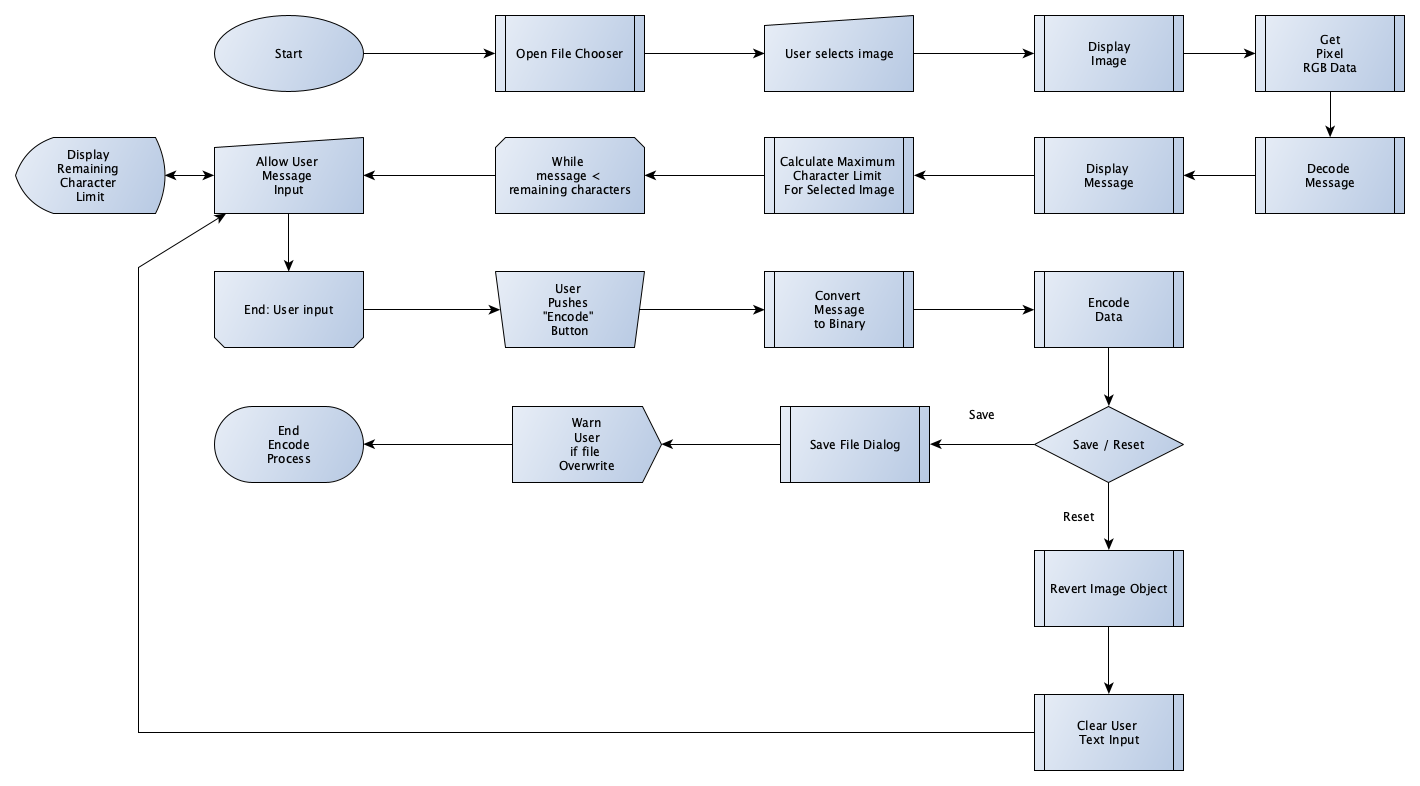 Start
Open File Chooser
User selects image
Display
Image
Get
Pixel
RGB Data
Display
Remaining
Character
Limit
Allow User
Message
Input
While
message <
remaining characters
Calculate Maximum
Character Limit
For Selected Image
Display
Message
Decode
Message
End: User input
User
Pushes
"Encode"
Button
Convert
Message
to Binary
Encode
Data
End
Encode
Process
Warn
User
if file
Overwrite
Save File Dialog
Save
Save / Reset
Reset
Revert Image Object
Clear User
Text Input